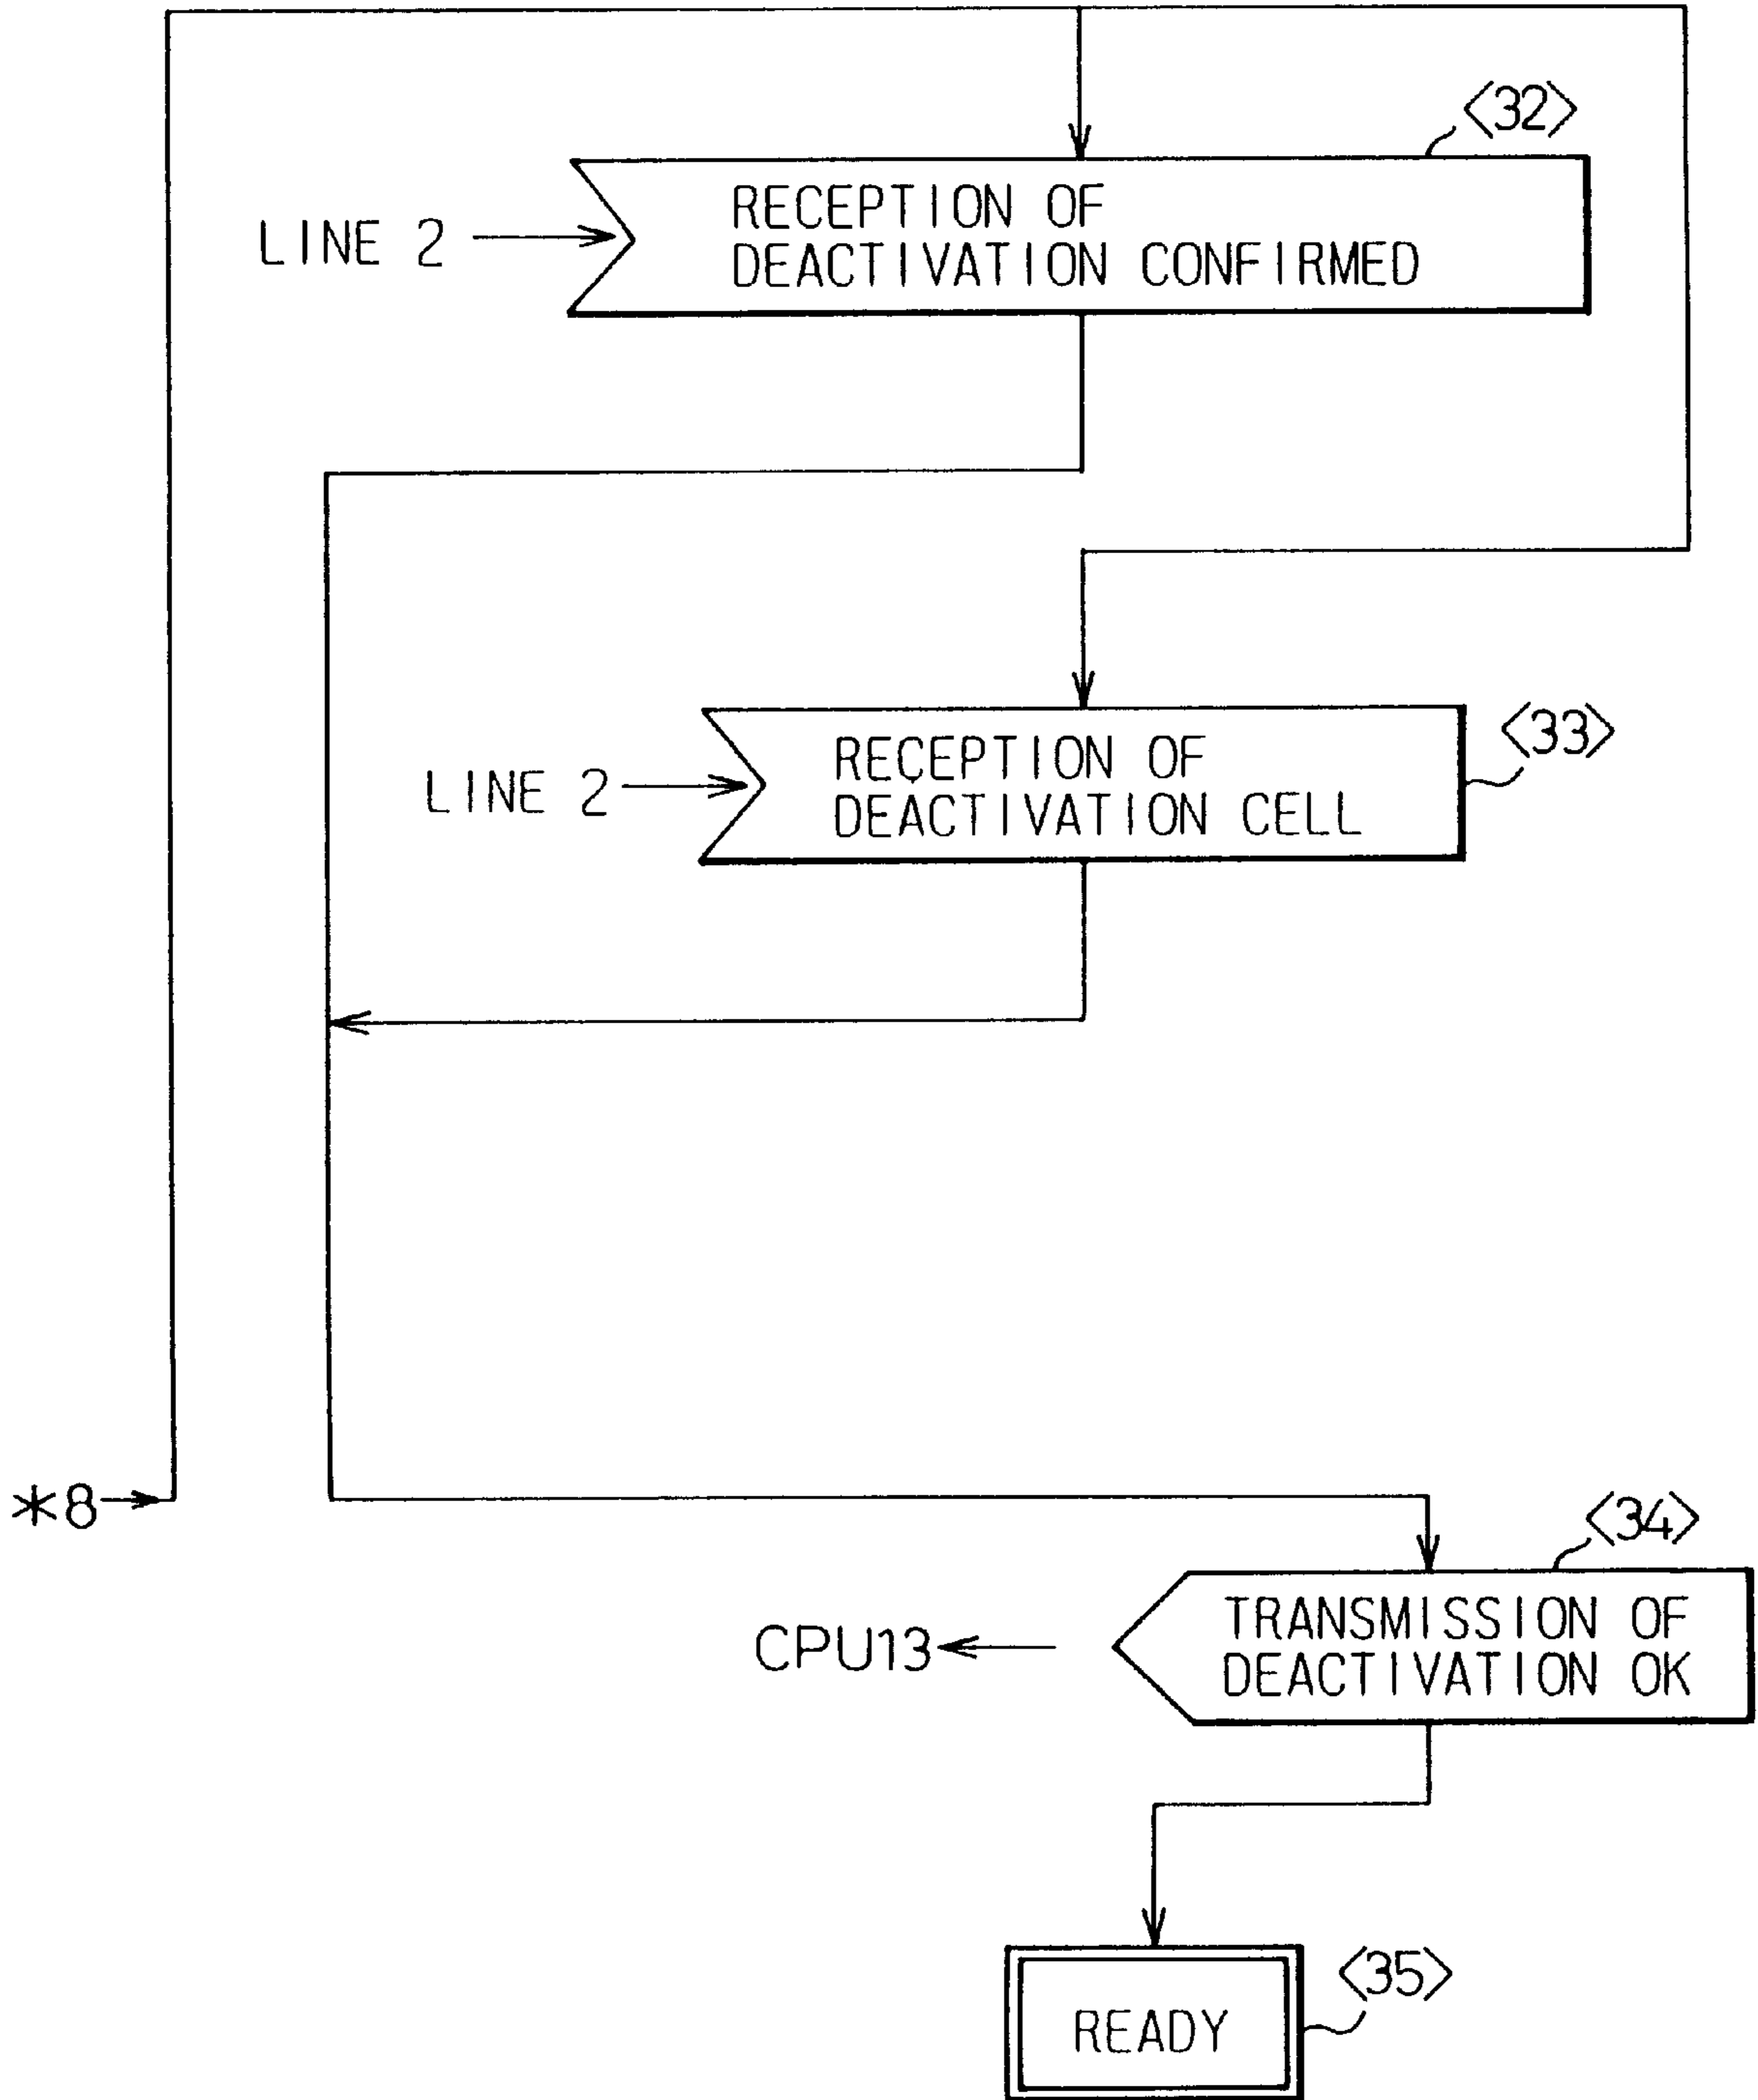 <32>
RECEPTION OF
DEACTIVATION CONFIRMED
LINE 2
<33>
RECEPTION OF
DEACTIVATION CELL
LINE 2
*8
<34>
TRANSMISSION OF
DEACTIVATION OK
CPU13
<35>
READY